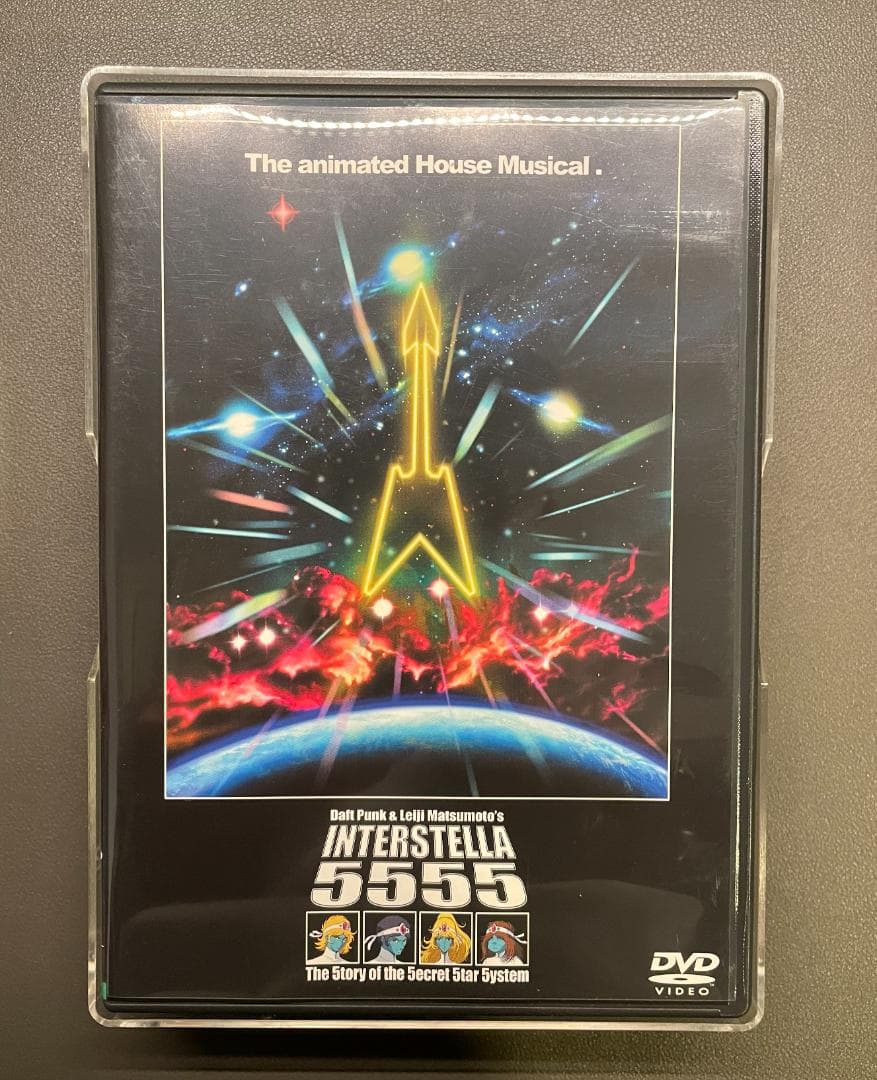 The animated House Musical .
Daft Punk & Leiji Matsumoto's
INTERSTELLA
5555
The 5tory of the 5ecret 5tar 5ystem
DVD
VIDEO